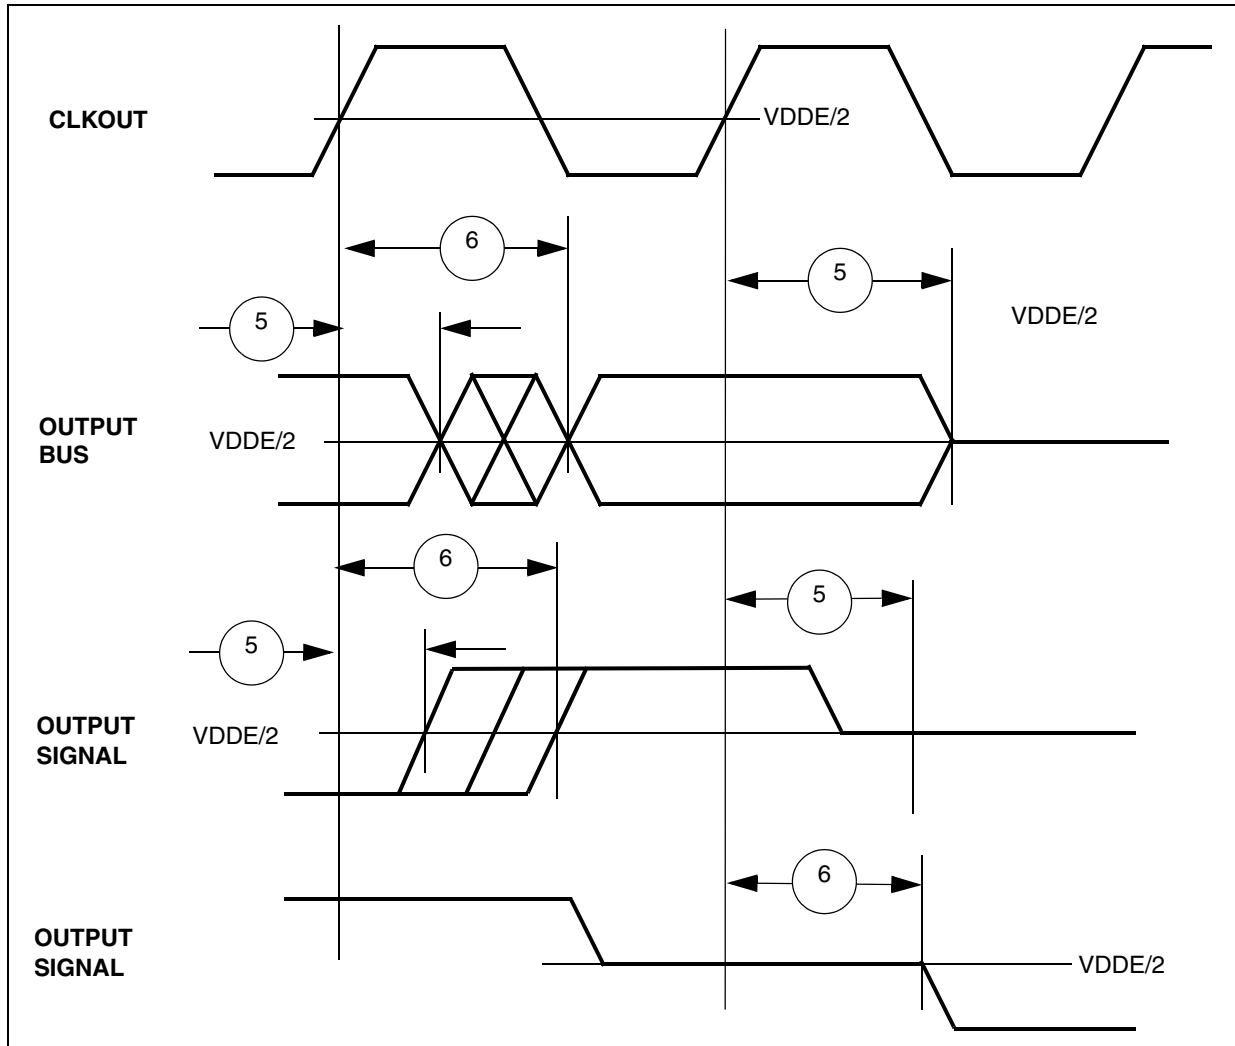 CLKOUT
VDDE/2
6
5
5
VDDE/2
OUTPUT
BUS
VDDE/2
6
5
5
OUTPUT
SIGNAL
VDDE/2
6
OUTPUT
SIGNAL
VDDE/2